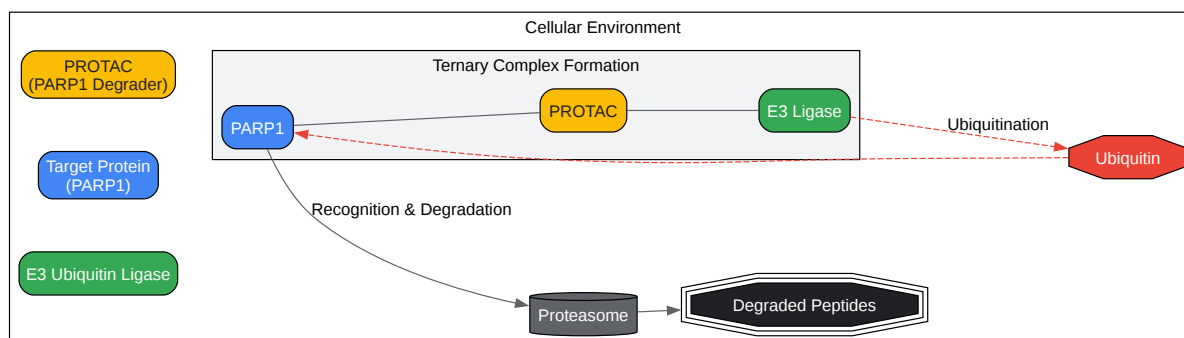 Cellular Environment
PROTAC
(PARP1 Degrader)
Target Protein
(PARP1)
E3 Ubiquitin Ligase
Ternary Complex Formation
PARP1
PROTAC
E3 Ligase
Ubiquitination
Ubiquitin
Recognition & Degradation
Proteasome
Degraded Peptides